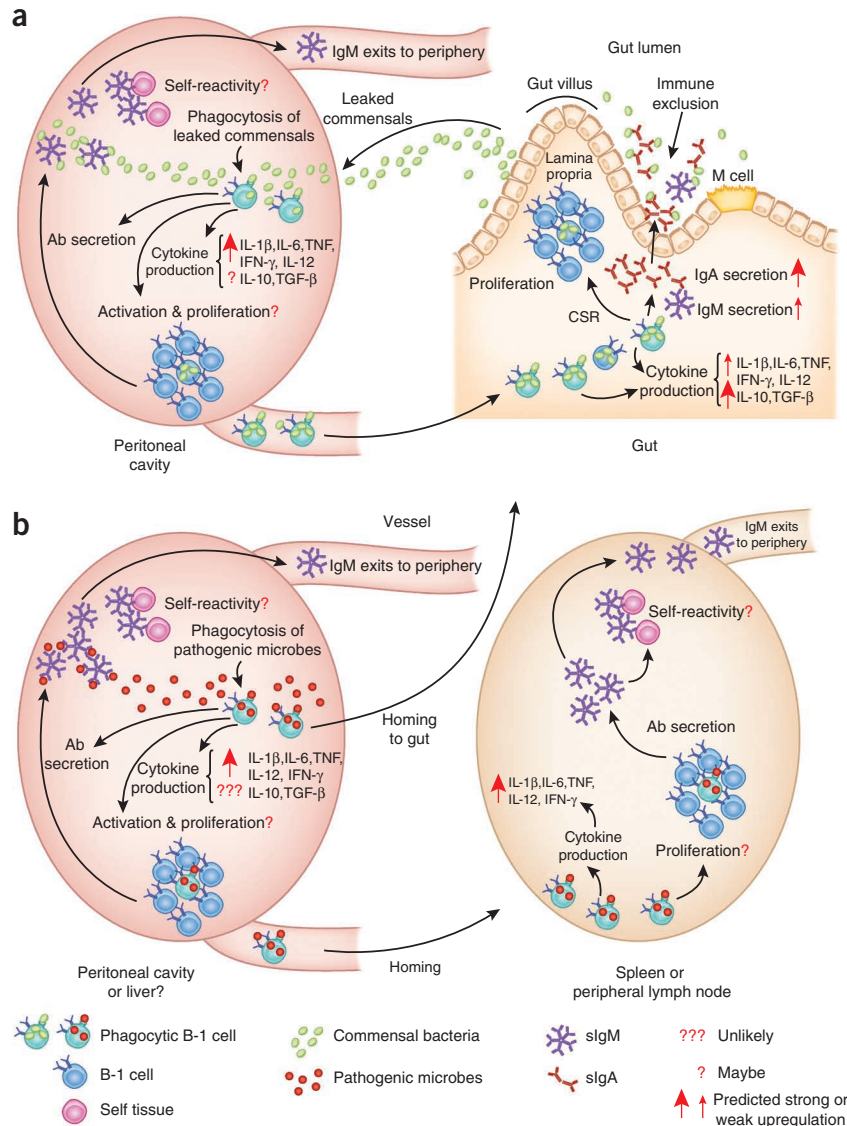 a
IgM exits to periphery
Self-reactivity?
Phagocytosis of
leaked commensals
Ab secretion
Cytokine
production
IL-1β,IL-6,TNF,
IFN-γ, IL-12
? IL-10,TGF-β
Activation & proliferation?
Peritoneal
cavity
Leaked
commensals
Gut lumen
Gut villus
Immune
exclusion
M cell
Lamina
propria
Proliferation
IgA secretion
IgM secretion
CSR
Cytokine
production
IL-1β,IL-6,TNF,
IFN-γ, IL-12
IL-10,TGF-β
Gut
b
Vessel
IgM exits to periphery
Self-reactivity?
Phagocytosis of
pathogenic microbes
Ab
secretion
Cytokine
production
IL-1β,IL-6,TNF,
IL-12, IFN-γ
??? IL-10,TGF-β
Activation & proliferation?
Homing
to gut
Homing
Peritoneal cavity
or liver?
IgM exits
to periphery
Self-reactivity?
Ab secretion
IL-1β,IL-6,TNF,
IL-12, IFN-γ
Cytokine
production
Proliferation?
Spleen or
peripheral lymph node
Phagocytic B-1 cell
B-1 cell
Self tissue
Commensal bacteria
Pathogenic microbes
sIgM
sIgA
??? Unlikely
? Maybe
Predicted strong or
weak upregulation